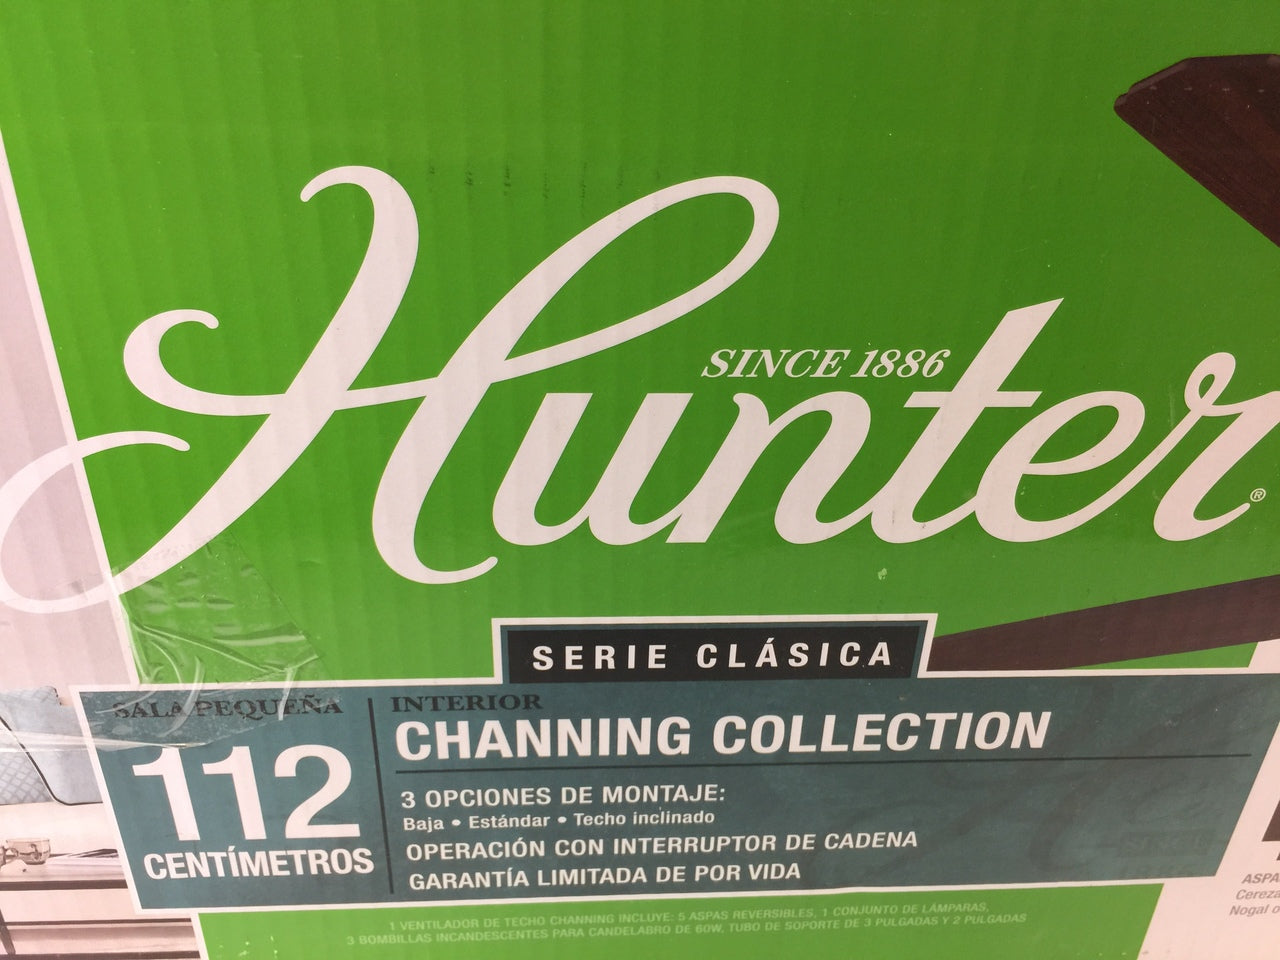 Hunter®
SINCE 1886
SERIE CLÁSICA
SALA PEQUEÑA
112
CENTÍMETROS
INTERIOR
CHANNING COLLECTION
3 OPCIONES DE MONTAJE:
Baja • Estándar • Techo inclinado
OPERACIÓN CON INTERRUPTOR DE CADENA
GARANTÍA LIMITADA DE POR VIDA
1 VENTILADOR DE TECHO CHANNING INCLUYE: 5 ASPAS REVERSIBLES, 1 CONJUNTO DE LÁMPARAS,
3 BOMBILLAS INCANDESCENTES PARA CANDELABRO DE 60W, TUBO DE SOPORTE DE 3 PULGADAS Y 2 PULGADAS
ASPA
Cereza
Nogal o